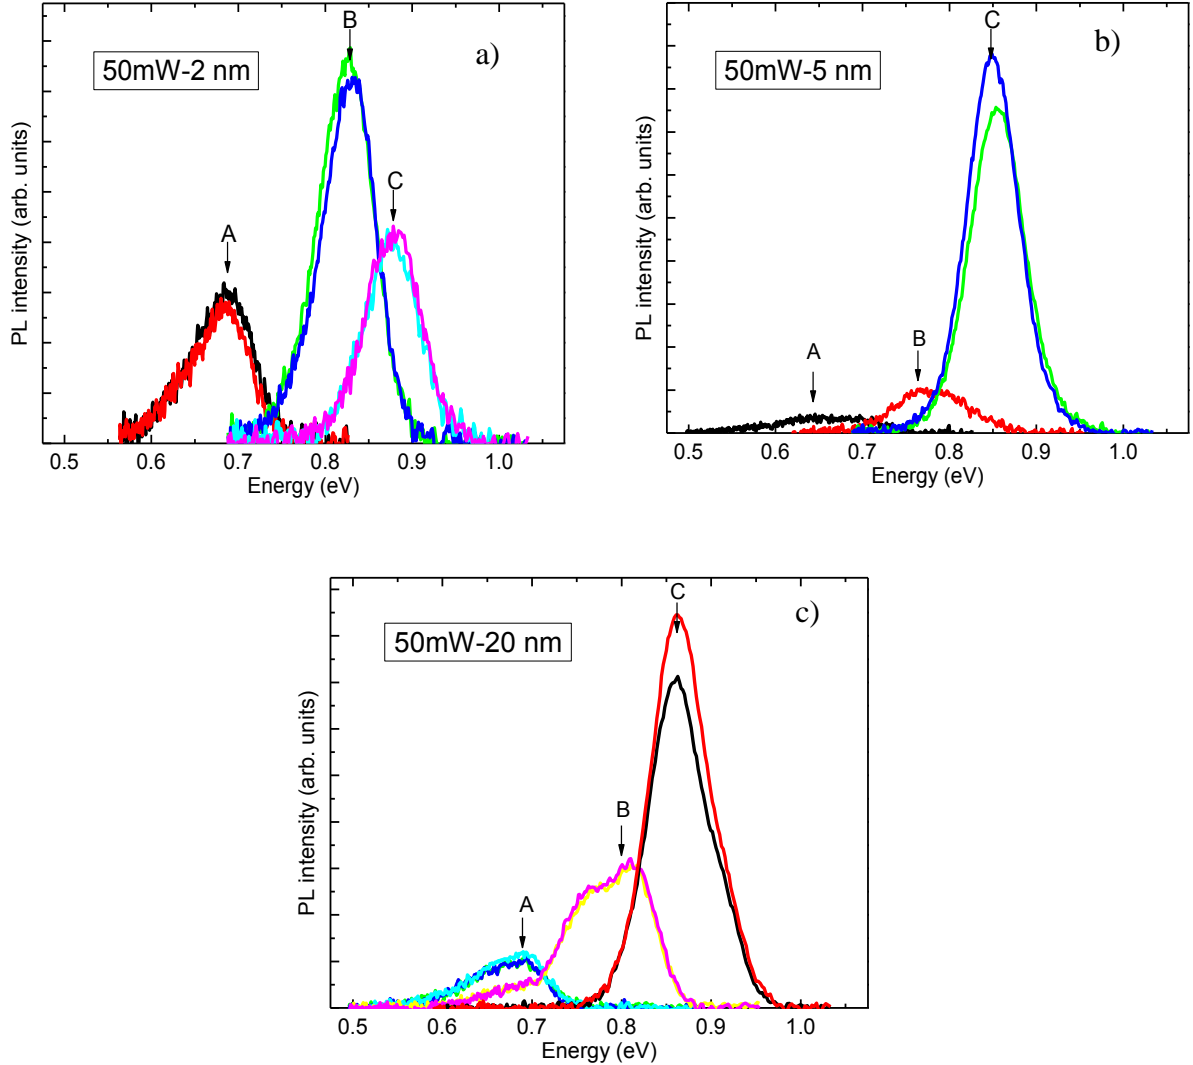 50mW-2 nm
a)
A
B
C
PL intensity (arb. units)
0.5 0.6 0.7 0.8 0.9 1.0
Energy (eV)
50mW-5 nm
b)
A
B
C
PL intensity (arb. units)
0.5 0.6 0.7 0.8 0.9 1.0
Energy (eV)
50mW-20 nm
c)
A
B
C
PL intensity (arb. units)
0.5 0.6 0.7 0.8 0.9 1.0
Energy (eV)